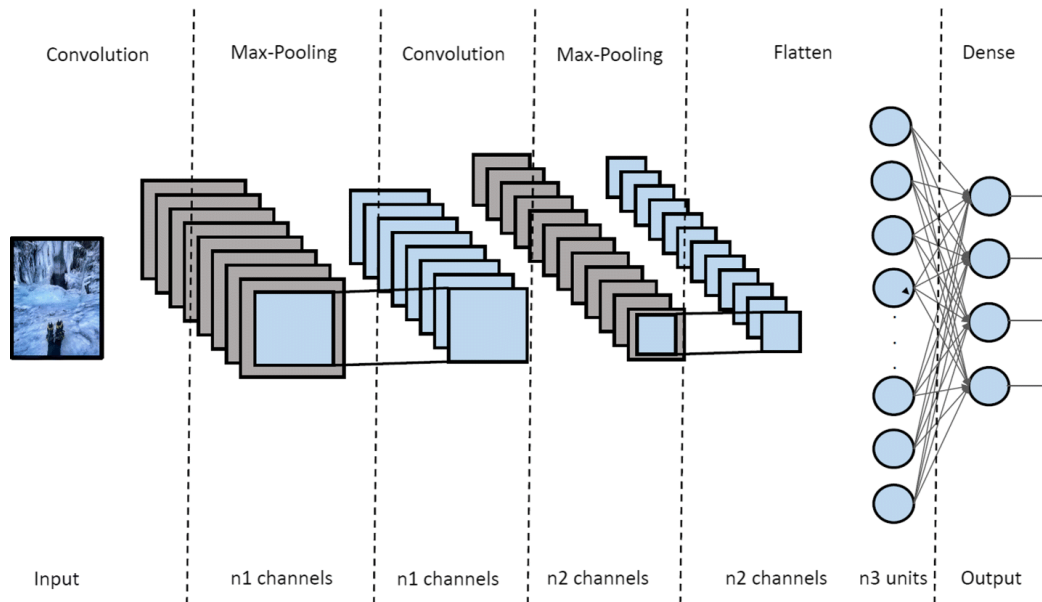 Convolution
Max-Pooling
Convolution
Max-Pooling
Flatten
Dense
Input
n1 channels
n1 channels
n2 channels
n2 channels
n3 units
Output